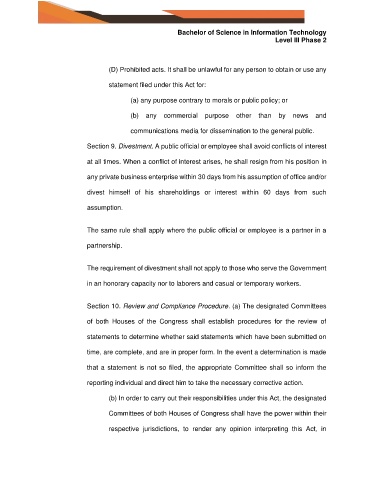 Bachelor of Science in Information Technology
Level III Phase 2
(D) Prohibited acts. It shall be unlawful for any person to obtain or use any
statement filed under this Act for:
(a) any purpose contrary to morals or public policy; or
(b) any commercial purpose other than by news and
communications media for dissemination to the general public.
Section 9. Divestment. A public official or employee shall avoid conflicts of interest
at all times. When a conflict of interest arises, he shall resign from his position in
any private business enterprise within 30 days from his assumption of office and/or
divest himself of his shareholdings or interest within 60 days from such
assumption.
The same rule shall apply where the public official or employee is a partner in a
partnership.
The requirement of divestment shall not apply to those who serve the Government
in an honorary capacity nor to laborers and casual or temporary workers.
Section 10. Review and Compliance Procedure. (a) The designated Committees
of both Houses of the Congress shall establish procedures for the review of
statements to determine whether said statements which have been submitted on
time, are complete, and are in proper form. In the event a determination is made
that a statement is not so filed, the appropriate Committee shall so inform the
reporting individual and direct him to take the necessary corrective action.
(b) In order to carry out their responsibilities under this Act, the designated
Committees of both Houses of Congress shall have the power within their
respective jurisdictions, to render any opinion interpreting this Act, in